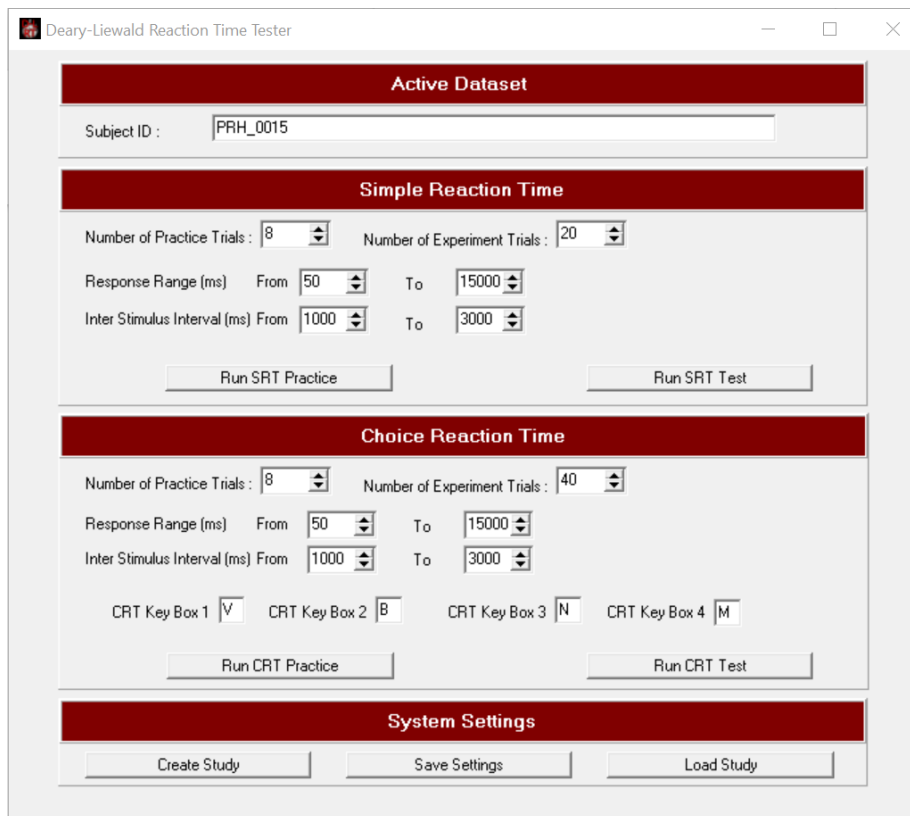 Deary-Liewald Reaction Time Tester
Active Dataset
Subject ID : PRH_0015
Simple Reaction Time
Number of Practice Trials : 8 Number of Experiment Trials : 20
Response Range (ms) From 50 To 15000
Inter Stimulus Interval (ms) From 1000 To 3000
Run SRT Practice Run SRT Test
Choice Reaction Time
Number of Practice Trials : 8 Number of Experiment Trials : 40
Response Range (ms) From 50 To 15000
Inter Stimulus Interval (ms) From 1000 To 3000
CRT Key Box 1 V CRT Key Box 2 B CRT Key Box 3 N CRT Key Box 4 M
Run CRT Practice Run CRT Test
System Settings
Create Study Save Settings Load Study